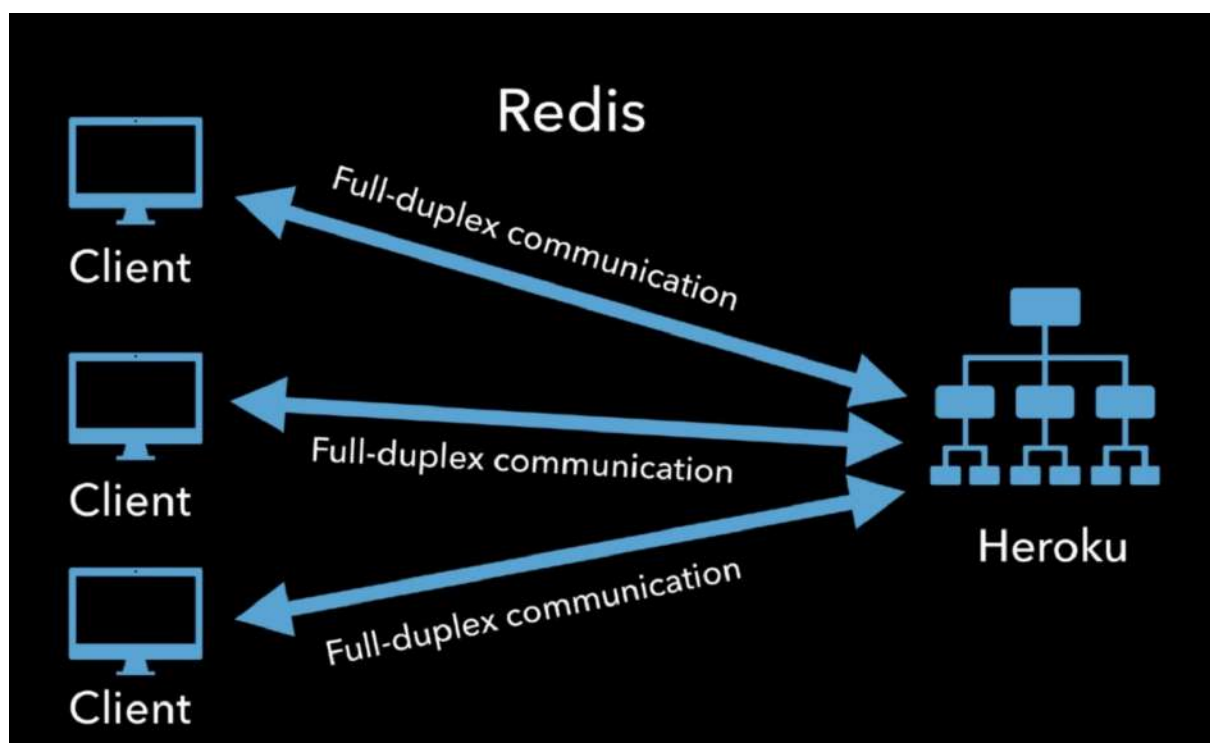 Redis
Full-duplex communication
Client
Full-duplex communication
Client
Heroku
Full-duplex communication
Client